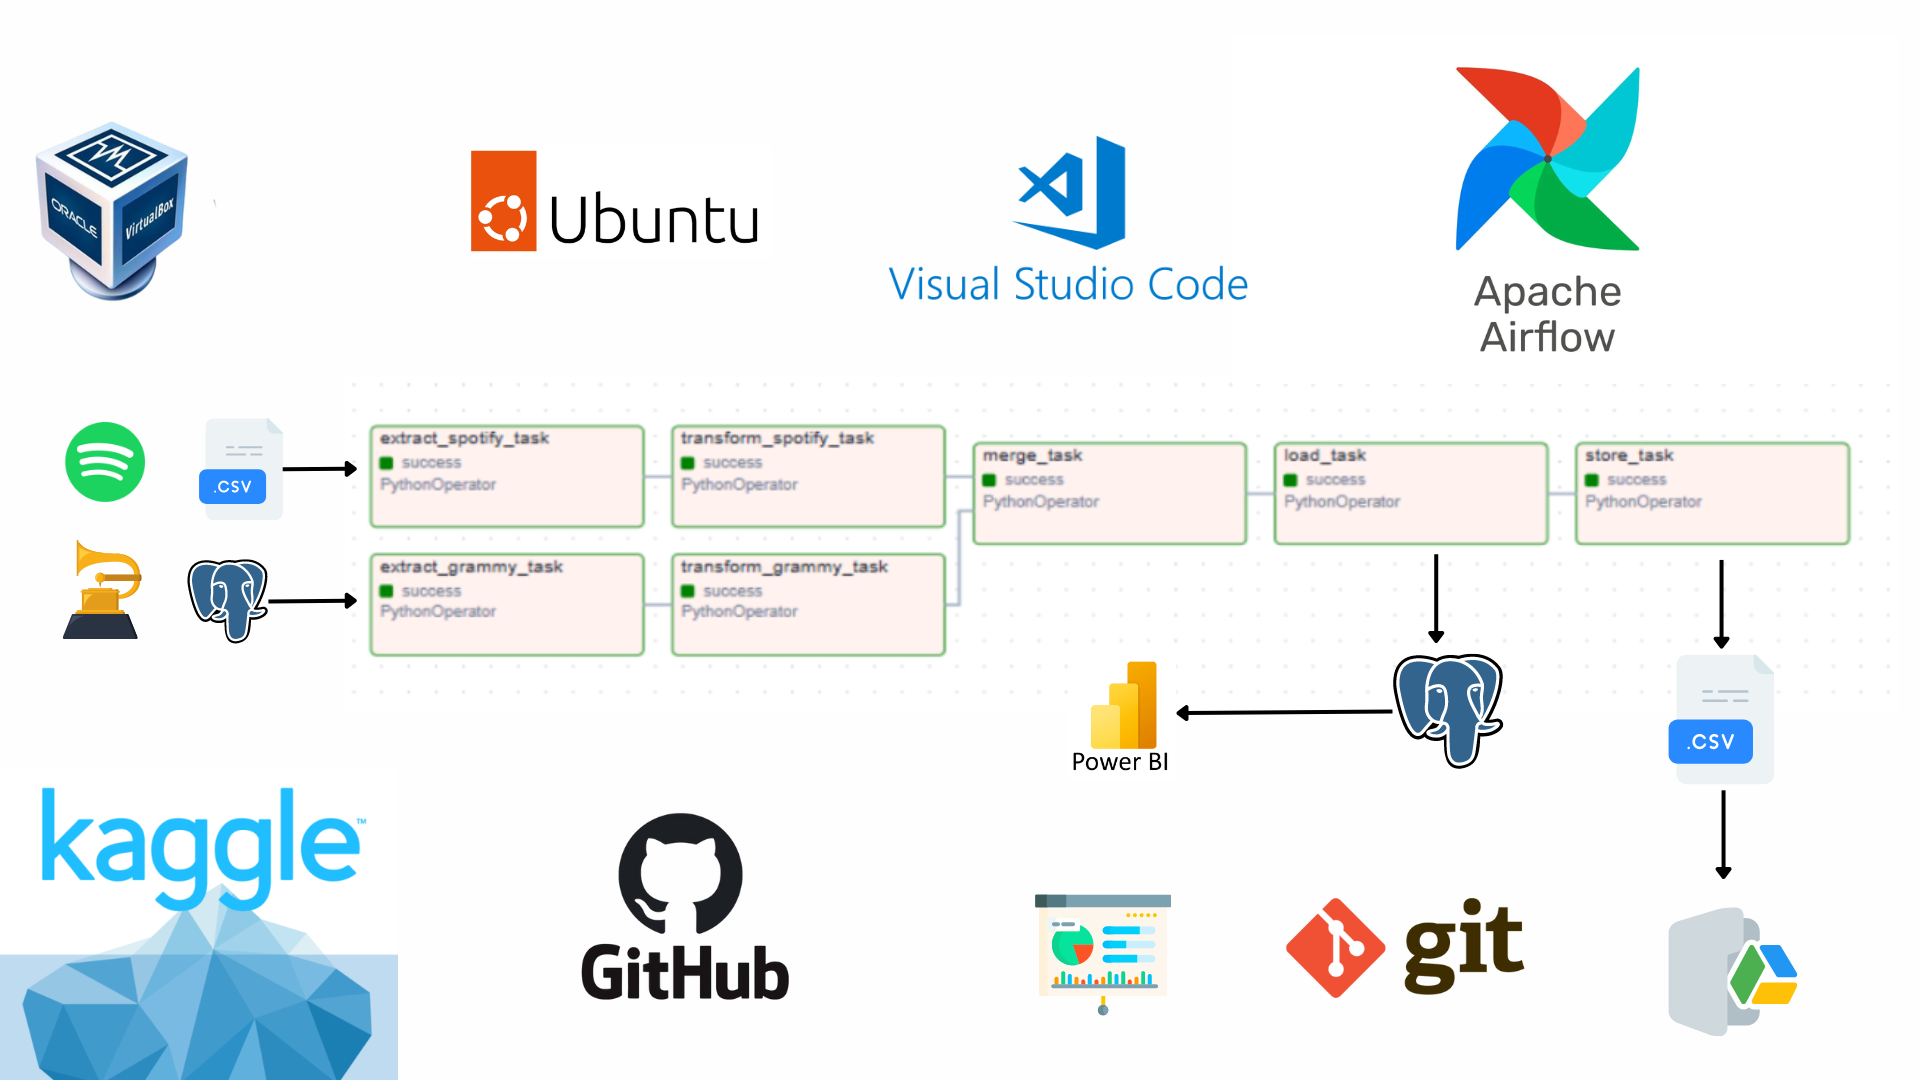 ORACLE
VirtualBox
Ubuntu
Visual Studio Code
Apache
Airflow
.CSV
extract_spotify_task
success
PythonOperator
transform_spotify_task
success
PythonOperator
merge_task
success
PythonOperator
load_task
success
PythonOperator
store_task
success
PythonOperator
extract_grammy_task
success
PythonOperator
transform_grammy_task
success
PythonOperator
Power BI
.CSV
kaggle™
GitHub
git